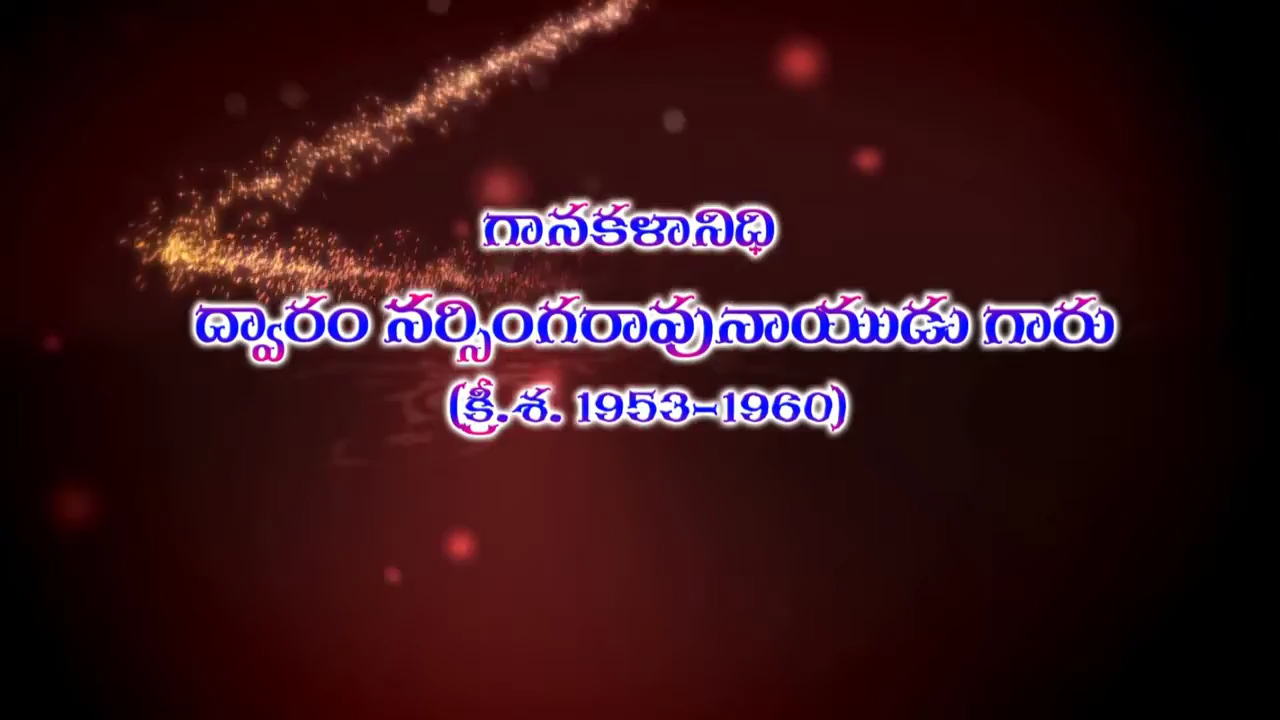 గానకళానిధి
ద్వారం నర్సింగరావునాయుడు గారు
(క్రీ.శ. 1953-1960)